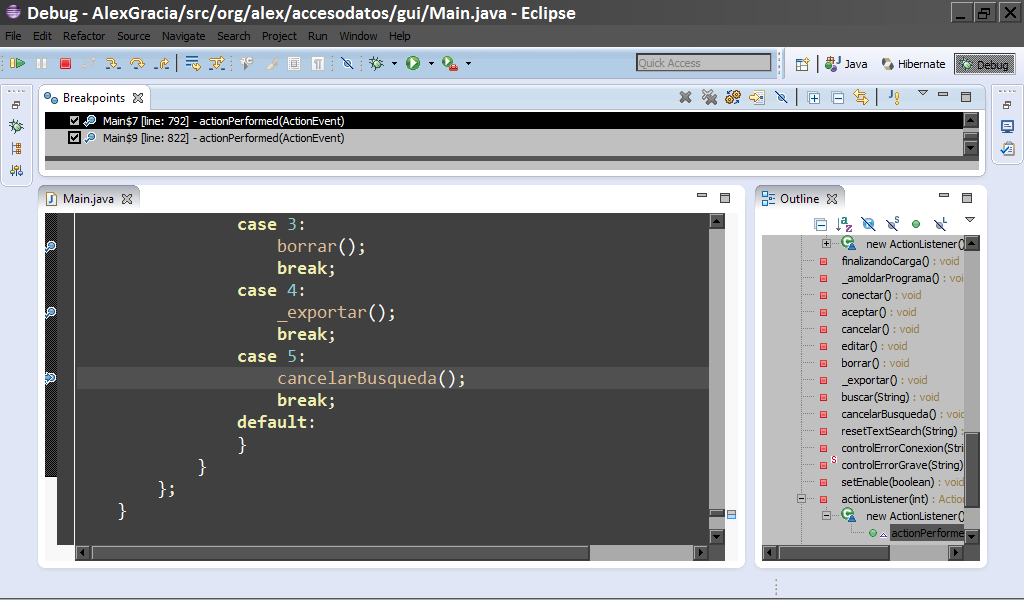 Debug - AlexGracia/src/org/alex/accesodatos/gui/Main.java - Eclipse
File Edit Refactor Source Navigate Search Project Run Window Help
Quick Access
Java
Hibernate
Debug
Breakpoints
Main$7 [line: 792] - actionPerformed(ActionEvent)
Main$9 [line: 822] - actionPerformed(ActionEvent)
Main.java
case 3:
borrar();
break;
case 4:
_exportar();
break;
case 5:
cancelarBusqueda();
break;
default:
}
}
};
}
Outline
new ActionListener()
finalizandoCarga() : void
_amoldarPrograma() : voi
conectar() : void
aceptar() : void
cancelar() : void
editar() : void
borrar() : void
_exportar() : void
buscar(String) : void
cancelarBusqueda() : void
resetTextSearch(String) :
controlErrorConexion(Stri
controlErrorGrave(String)
setEnable(boolean) : void
actionListener(int) : Action
new ActionListener()
actionPerforme